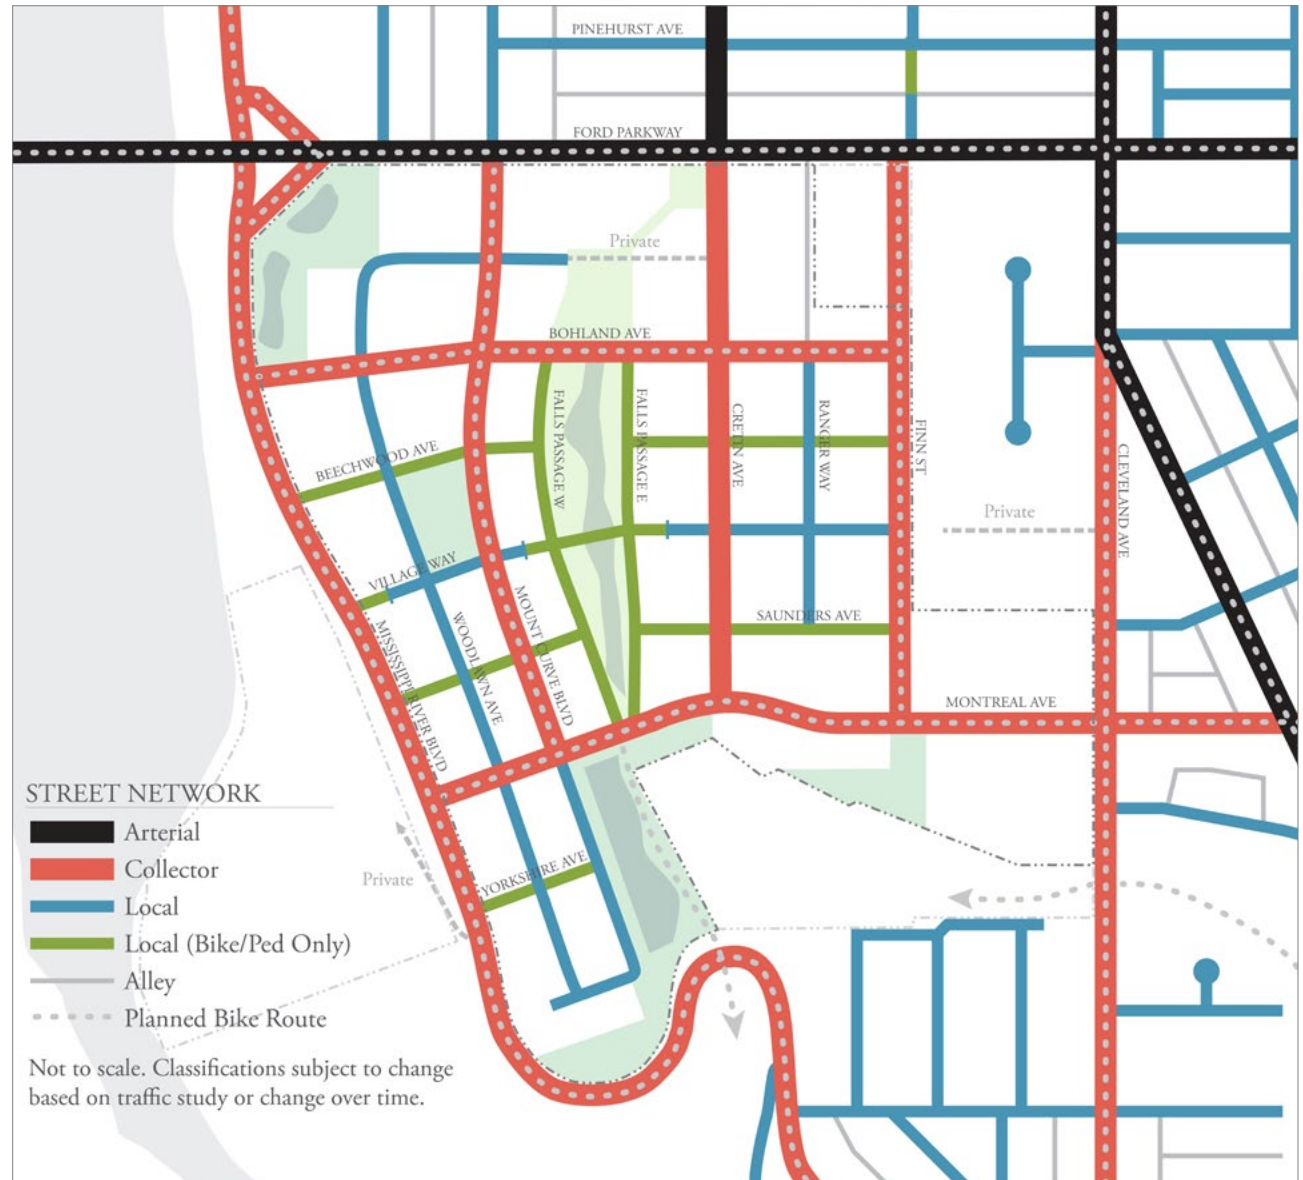 PINEHURST AVE
FORD PARKWAY
Private
BOHLAND AVE
FALLS PASSAGE W
FALLS PASSAGE E
CRETIN AVE
RANGER WAY
FINN ST
CLEVELAND AVE
BEECHWOOD AVE
Private
VILLAGE WAY
MISSISSIPPI RIVER BLVD
WOODLAWN AVE
MOUNT CURVE BLVD
SAUNDERS AVE
MONTREAL AVE
YORKSHIRE AVE
Private
STREET NETWORK
Arterial
Collector
Local
Local (Bike/Ped Only)
Alley
Planned Bike Route
Not to scale. Classifications subject to change
based on traffic study or change over time.